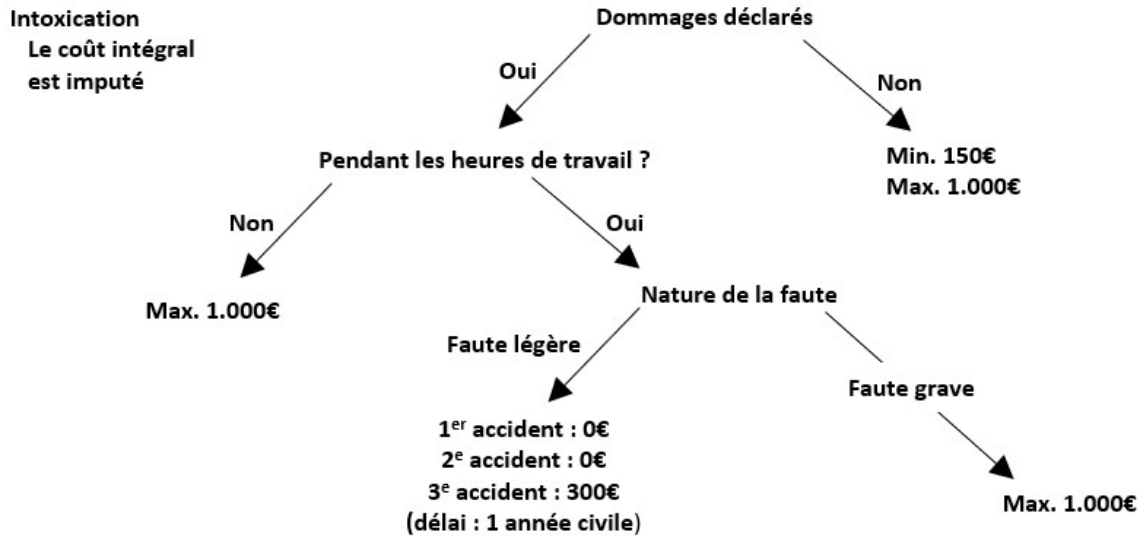 Intoxication
Le coût intégral
est imputé
Dommages déclarés
Oui
Non
Pendant les heures de travail ?
Min. 150€
Max. 1.000€
Non
Oui
Max. 1.000€
Nature de la faute
Faute légère
Faute grave
1er accident : 0€
2e accident : 0€
3e accident : 300€
(délai : 1 année civile)
Max. 1.000€